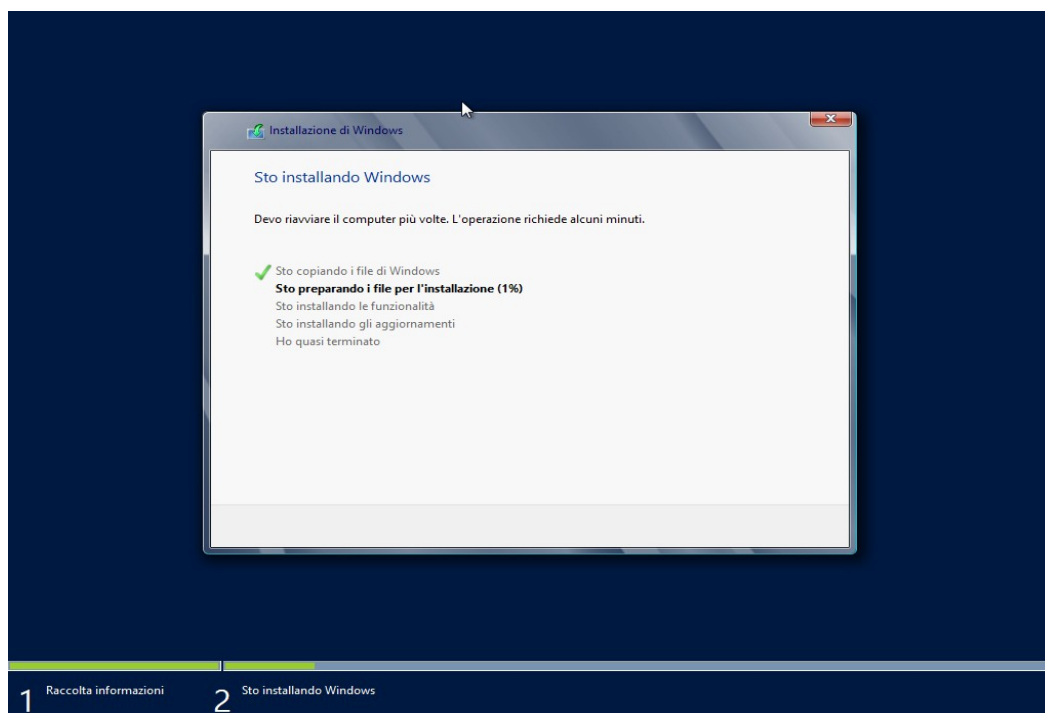 Installazione di Windows
Sto installando Windows
Devo riavviare il computer più volte. L'operazione richiede alcuni minuti.
Sto copiando i file di Windows
Sto preparando i file per l'installazione (1%)
Sto installando le funzionalità
Sto installando gli aggiornamenti
Ho quasi terminato
1 Raccolta informazioni
2 Sto installando Windows